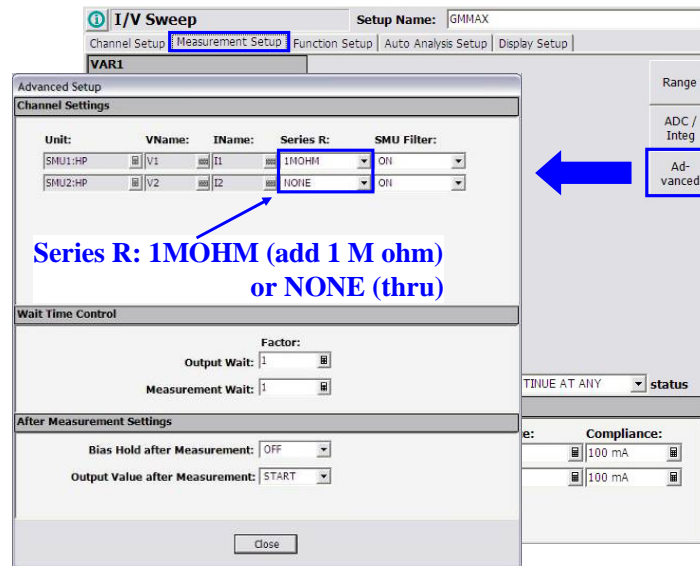 I/V Sweep Setup Name: GMMAX
Channel Setup Measurement Setup Function Setup Auto Analysis Setup Display Setup
VAR1
Range
ADC /
Integ
Ad-
vanced
Advanced Setup
Channel Settings
Unit: VName: IName: Series R: SMU Filter:
SMU1:HP V1 I1 1MOHM ON
SMU2:HP V2 I2 NONE ON
Series R: 1MOHM (add 1 M ohm)
or NONE (thru)
Wait Time Control
Factor:
Output Wait: 1
Measurement Wait: 1
TINUE AT ANY status
After Measurement Settings
Bias Hold after Measurement: OFF
Output Value after Measurement: START
e: Compliance:
100 mA
100 mA
Close